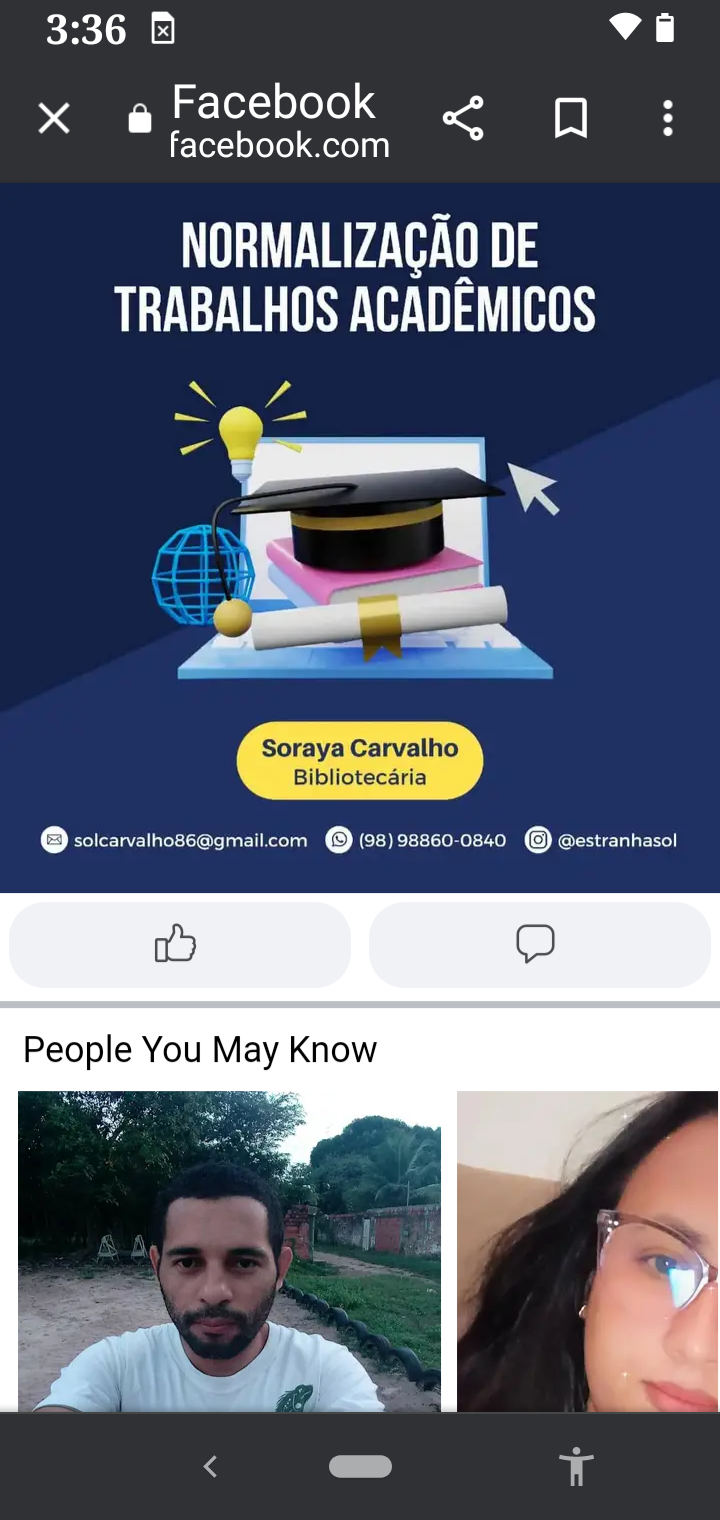 3:36
Facebook
facebook.com
NORMALIZAÇÃO DE
TRABALHOS ACADÊMICOS
Soraya Carvalho
Bibliotecária
solcarvalho86@gmail.com (98) 98860-0840 @estranhasol
People You May Know